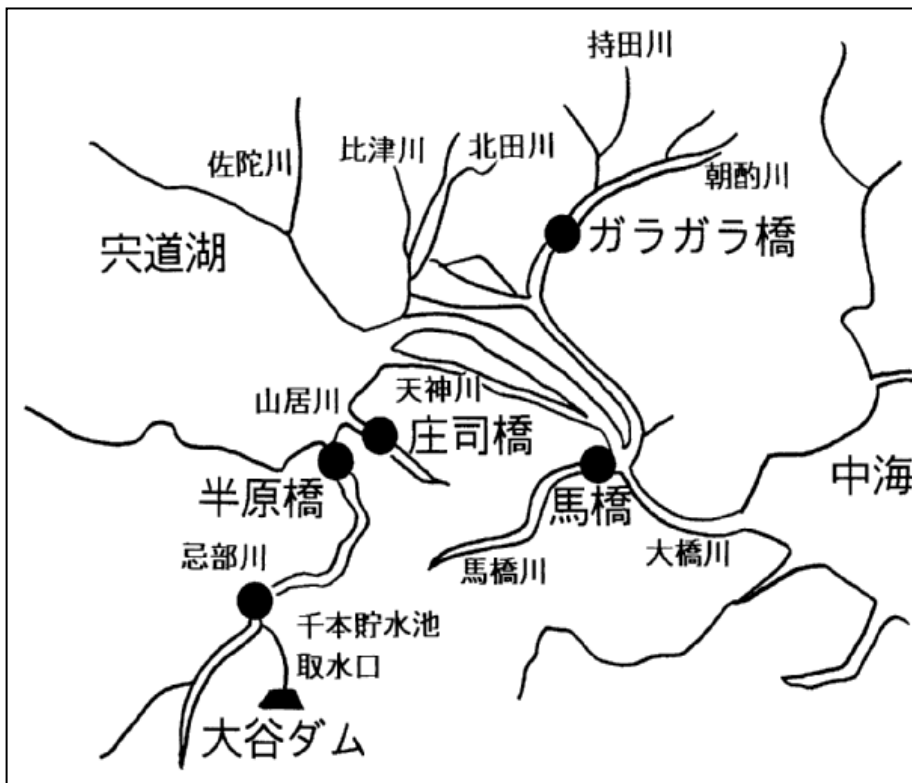 持田川
佐陀川
比津川
北田川
朝酌川
宍道湖
ガラガラ橋
山居川
天神川
庄司橋
中海
半原橋
馬橋
忌部川
馬橋川
大橋川
千本貯水池
取水口
大谷ダム